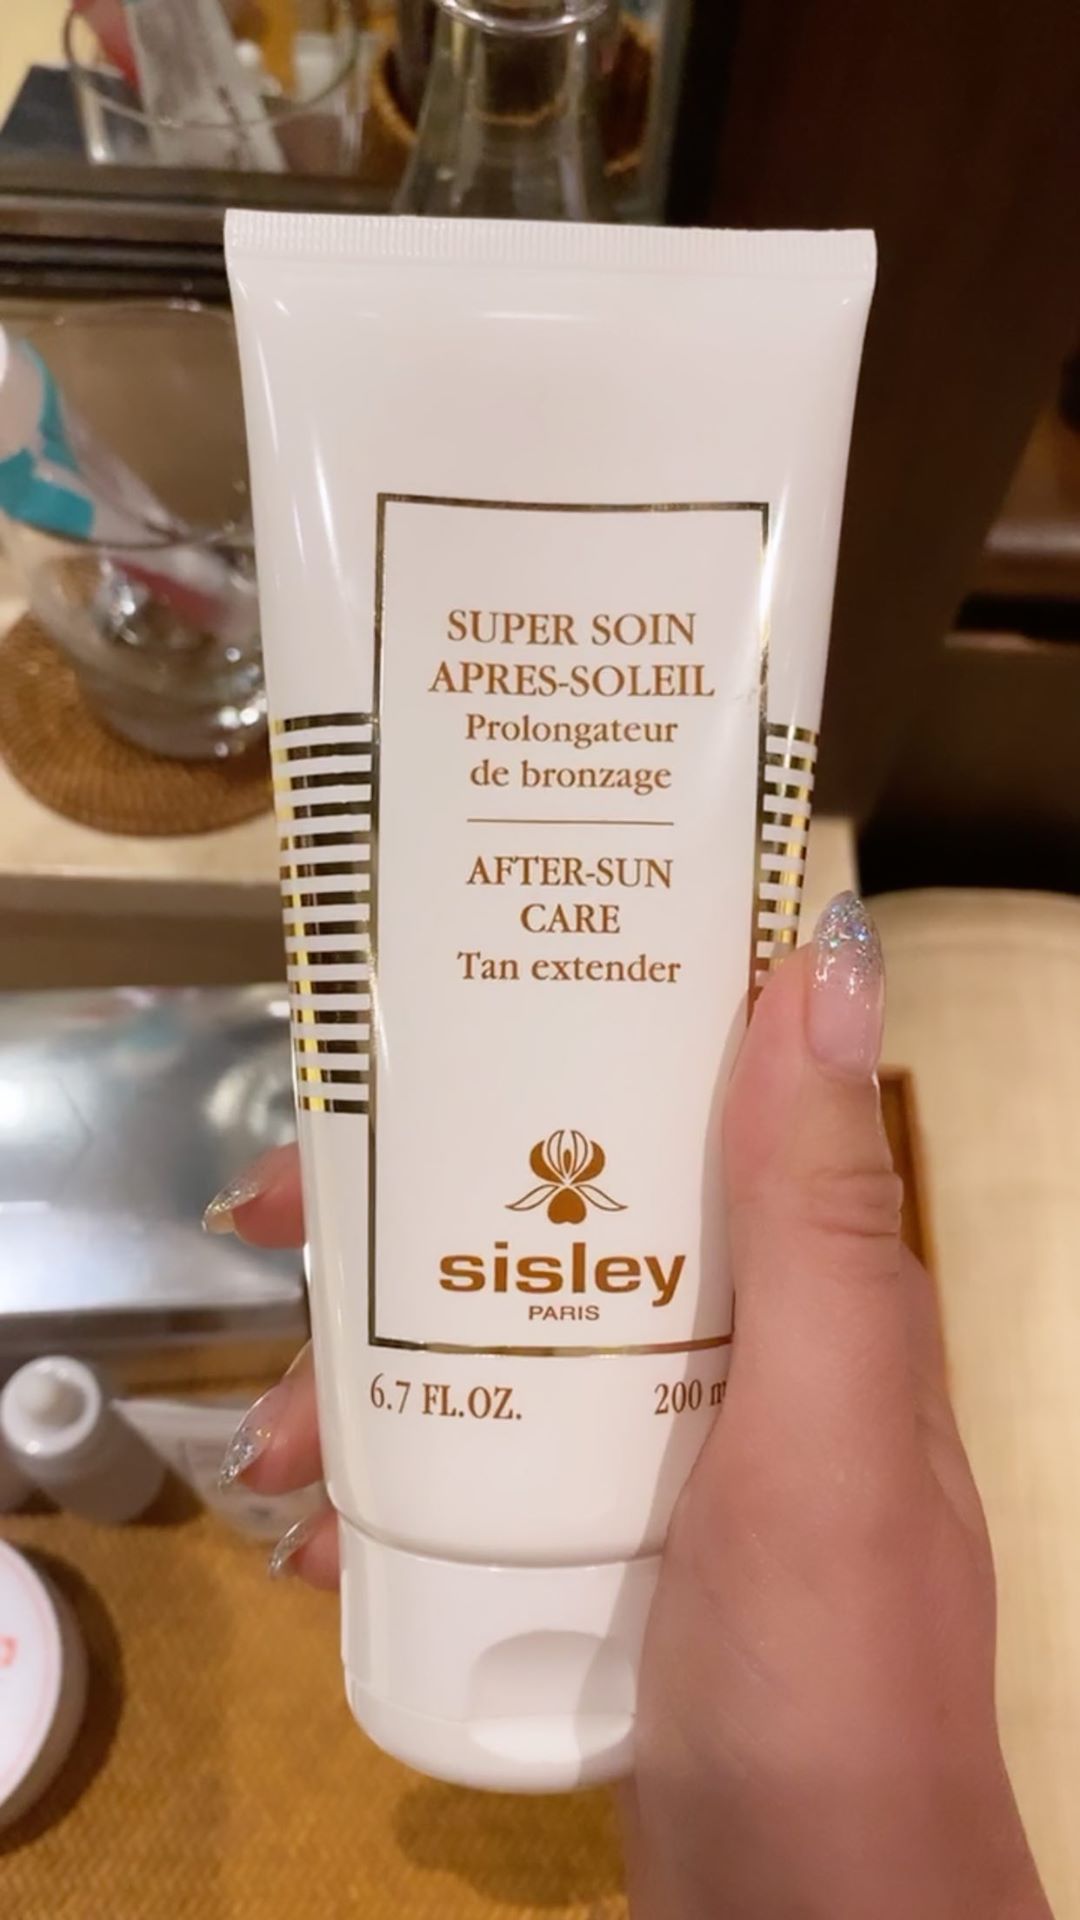 SUPER SOIN
APRES-SOLEIL
Prolongateur
de bronzage
AFTER-SUN
CARE
Tan extender
sisley
PARIS
6.7 FL.OZ. 200